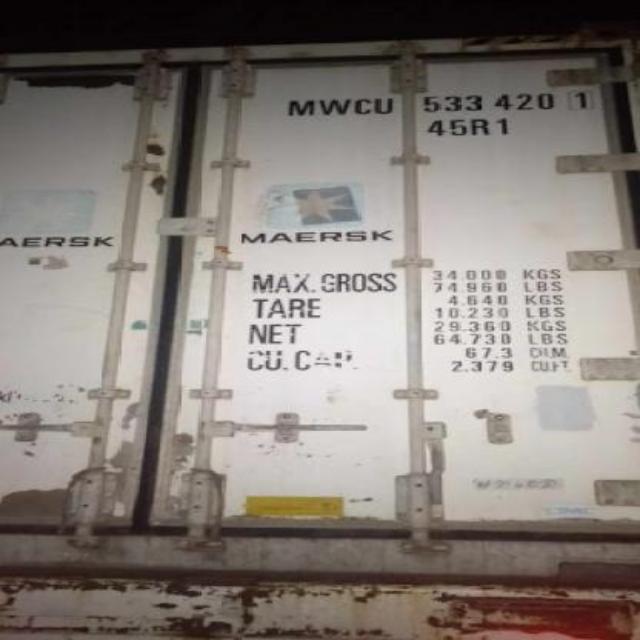 MWCU 533 420 1
45R1
AERSK
MAERSK
MAX.GROSS 34.000 KGS
74.960 LBS
TARE 4.640 KGS
10.230 LBS
NET 29.360 KGS
64.730 LBS
CU.CAP. 67.3 CU.M.
2.379 CU.FT.